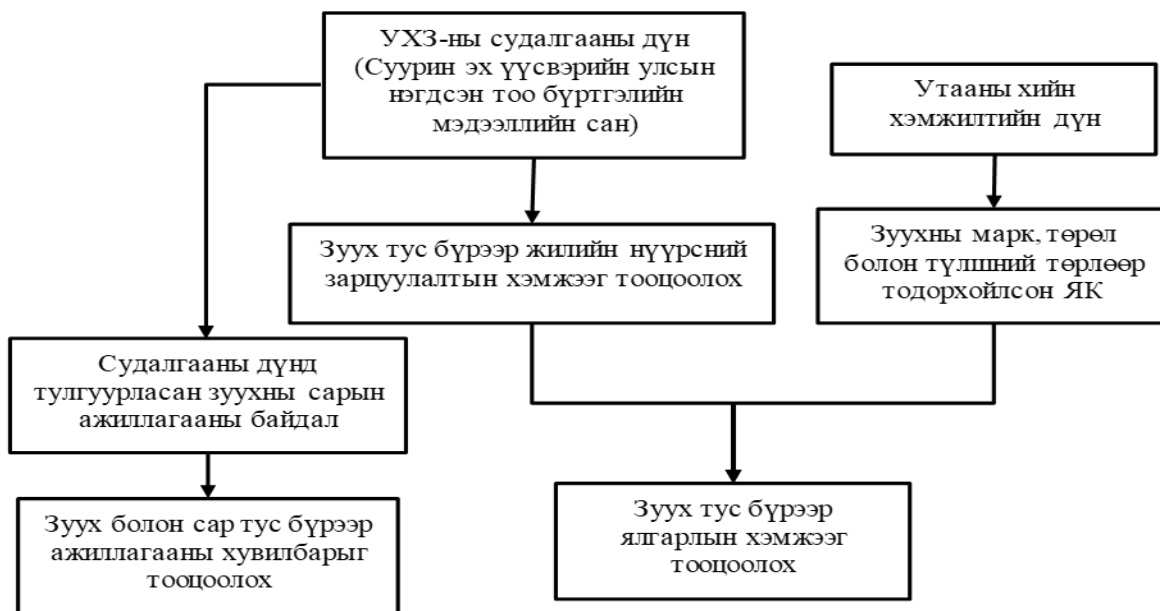 УХЗ-ны судалгааны дүн
(Суурин эх үүсвэрийн улсын
нэгдсэн тоо бүртгэлийн
мэдээллийн сан)
Утааны хийн
хэмжилтийн дүн
Зуух тус бүрээр жилийн нүүрсний
зарцуулалтын хэмжээг тооцоолох
Зуухны марк, төрөл
болон түлшний төрлөөр
тодорхойлсон ЯК
Судалгааны дүнд
тулгуурласан зуухны сарын
ажиллагааны байдал
Зуух болон сар тус бүрээр
ажиллагааны хувилбарыг
тооцоолох
Зуух тус бүрээр
ялгарлын хэмжээг
тооцоолох